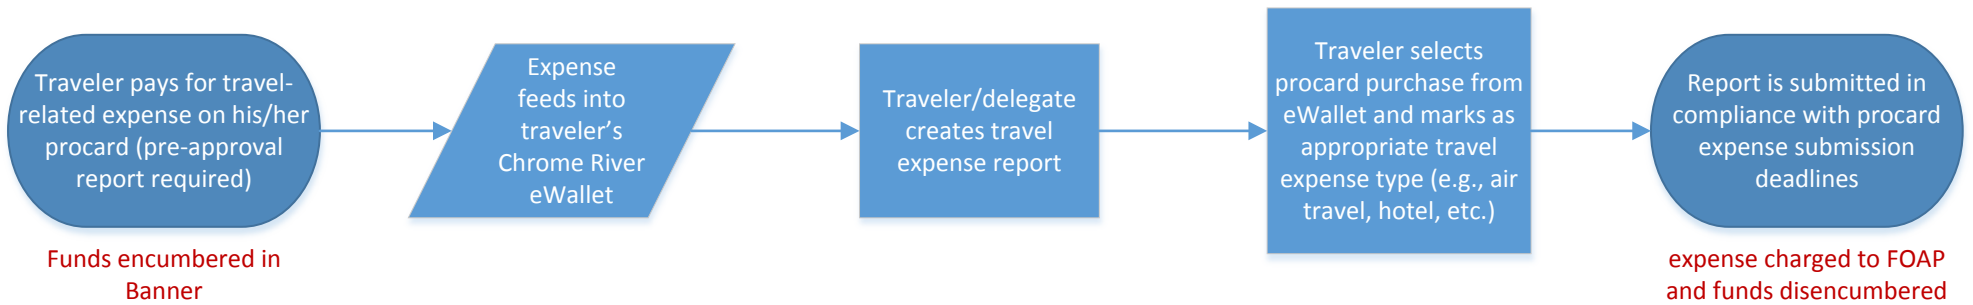 Traveler pays for travel-
related expense on his/her
procard (pre-approval
report required)
Funds encumbered in
Banner
Expense
feeds into
traveler’s
Chrome River
eWallet
Traveler/delegate
creates travel
expense report
Traveler selects
procard purchase from
eWallet and marks as
appropriate travel
expense type (e.g., air
travel, hotel, etc.)
Report is submitted in
compliance with procard
expense submission
deadlines
expense charged to FOAP
and funds disencumbered